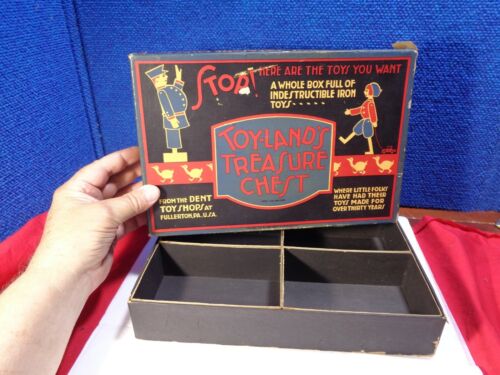 STOP! HERE ARE THE TOYS YOU WANT
A WHOLE BOX FULL OF
INDESTRUCTIBLE IRON
TOYS - - - - -
TOY-LAND'S
TREASURE
CHEST
FROM THE DENT
TOY SHOPS AT
FULLERTON, PA. U.S.A.
WHERE LITTLE FOLKS
HAVE HAD THEIR
TOYS MADE FOR
OVER THIRTY YEARS